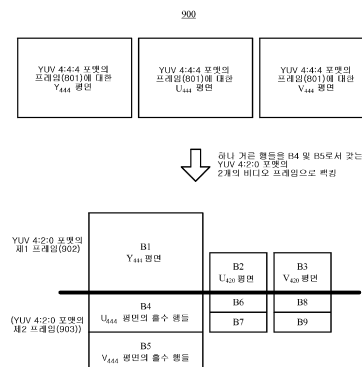 900
YUV 4:4:4 포맷의
프레임(801)에 대한
Y444 평면
YUV 4:4:4 포맷의
프레임(801)에 대한
U444 평면
YUV 4:4:4 포맷의
프레임(801)에 대한
V444 평면
하나 거른 행들을 B4 및 B5로서 갖는
YUV 4:2:0 포맷의
2개의 비디오 프레임으로 팩킹
YUV 4:2:0 포맷의
제1 프레임(902)
B1
Y444 평면
B2
U420 평면
B3
V420 평면
(YUV 4:2:0 포맷의
제2 프레임(903))
B4
U444 평면의 홀수 행들
B6
B8
B7
B9
B5
V444 평면의 홀수 행들